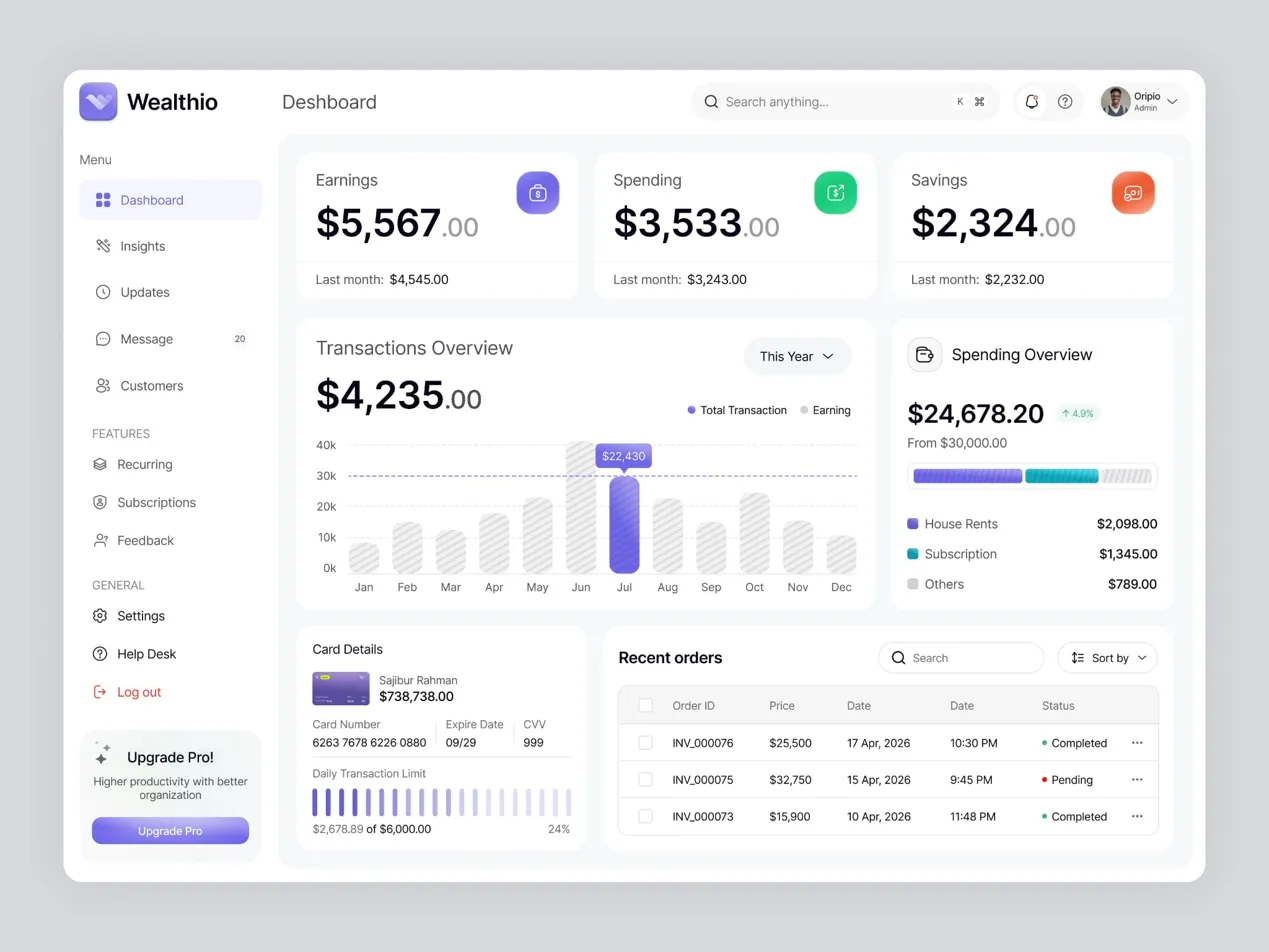 Wealthio
Dashboard
Search anything...
K ⌘
Oripio
Admin
Menu
Dashboard
Insights
Updates
Message 20
Customers
FEATURES
Recurring
Subscriptions
Feedback
GENERAL
Settings
Help Desk
Log out
Upgrade Pro!
Higher productivity with better
organization
Upgrade Pro
Earnings
$5,567.00
Last month: $4,545.00
Spending
$3,533.00
Last month: $3,243.00
Savings
$2,324.00
Last month: $2,232.00
Transactions Overview
This Year
$4,235.00
Total Transaction Earning
40k
30k
20k
10k
0k
$22,430
Jan Feb Mar Apr May Jun Jul Aug Sep Oct Nov Dec
Spending Overview
$24,678.20 ↑ 4.9%
From $30,000.00
House Rents $2,098.00
Subscription $1,345.00
Others $789.00
Card Details
Sajibur Rahman
$738,738.00
Card Number Expire Date CVV
6263 7678 6226 0880 09/29 999
Daily Transaction Limit
$2,678.89 of $6,000.00 24%
Recent orders
Search
Sort by
Order ID Price Date Date Status
INV_000076 $25,500 17 Apr, 2026 10:30 PM Completed
INV_000075 $32,750 15 Apr, 2026 9:45 PM Pending
INV_000073 $15,900 10 Apr, 2026 11:48 PM Completed